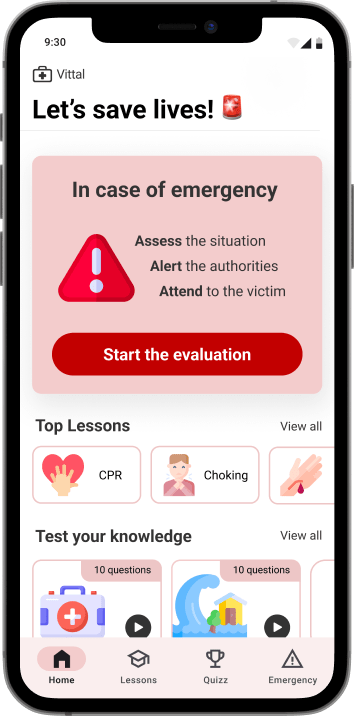 9:30
Vittal
Let's save lives!
In case of emergency
Assess the situation
Alert the authorities
Attend to the victim
Start the evaluation
Top Lessons
View all
CPR
Choking
Test your knowledge
View all
10 questions
10 questions
Home
Lessons
Quizz
Emergency